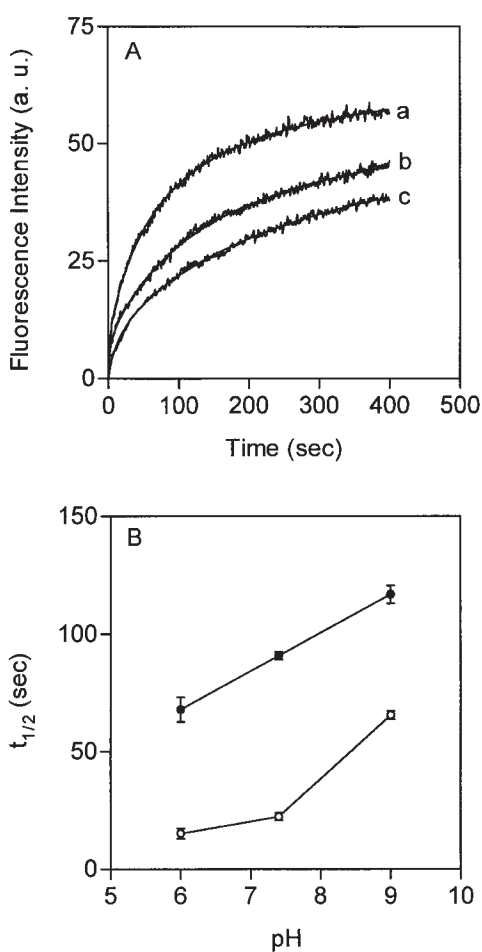 A
Fluorescence Intensity (a. u.)
75
50
25
0
a
b
c
0 100 200 300 400 500
Time (sec)
B
t1/2 (sec)
150
100
50
0
5 6 7 8 9 10
pH